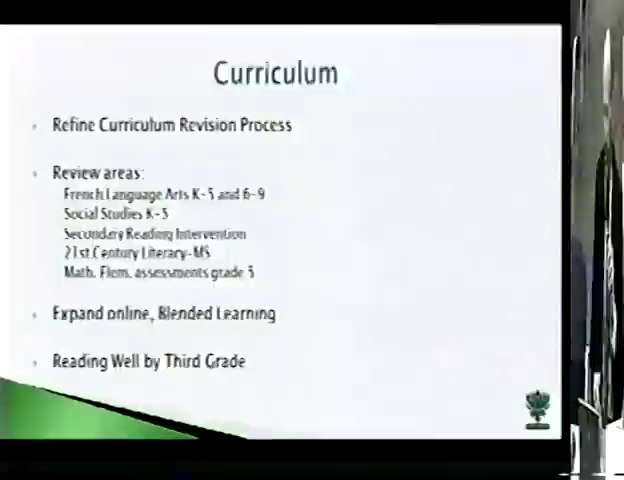 Curriculum
Refine Curriculum Revision Process
Review areas:
French Language Arts K-5 and 6-9
Social Studies K-5
Secondary Reading Intervention
21st Century Literacy-MS
Math. Elem. assessments grade 5
Expand online, Blended Learning
Reading Well by Third Grade